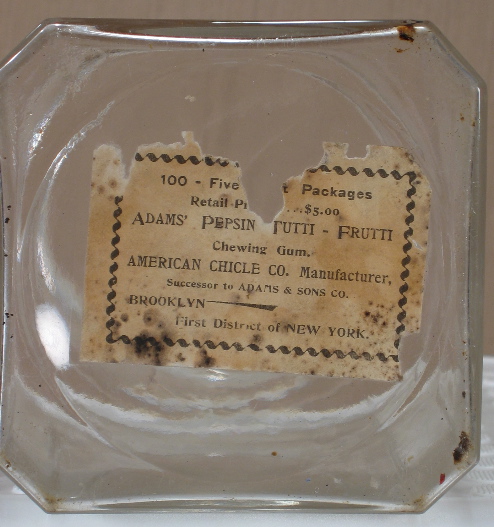 100 - Five t Packages
Retail Pr $5.00
ADAMS' PEPSIN TUTTI - FRUTTI
Chewing Gum.
AMERICAN CHICLE CO. Manufacturer,
Successor to ADAMS & SONS CO.
BROOKLYN
First District of NEW YORK.